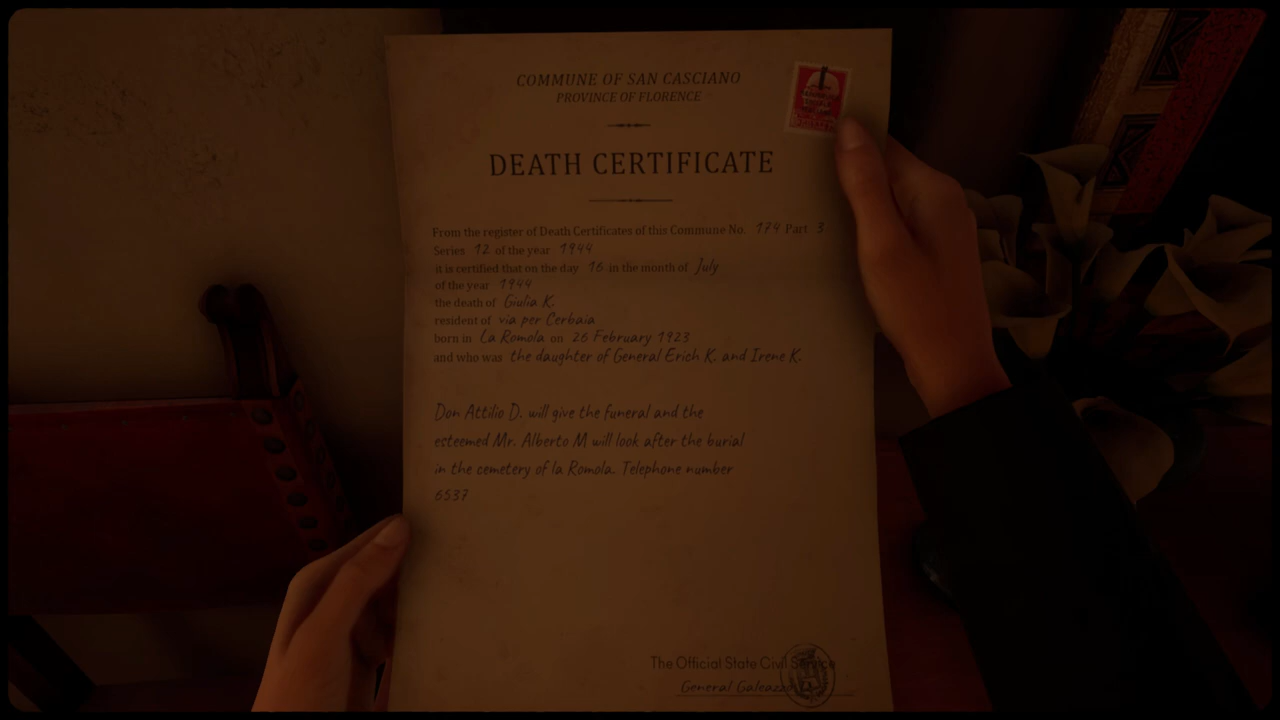 COMMUNE OF SAN CASCIANO
PROVINCE OF FLORENCE
DEATH CERTIFICATE
From the register of Death Certificates of this Commune No. 174 Part 3
Series 12 of the year 1944
it is certified that on the day 16 in the month of July
of the year 1944
the death of Giulia K.
resident of via per Cerbaia
born in La Romola on 26 February 1923
and who was the daughter of General Erich K. and Irene K.
Don Attilio D. will give the funeral and the
esteemed Mr. Alberto M will look after the burial
in the cemetery of la Romola. Telephone number
6537
The Official State Civil Service
General Galeazzo